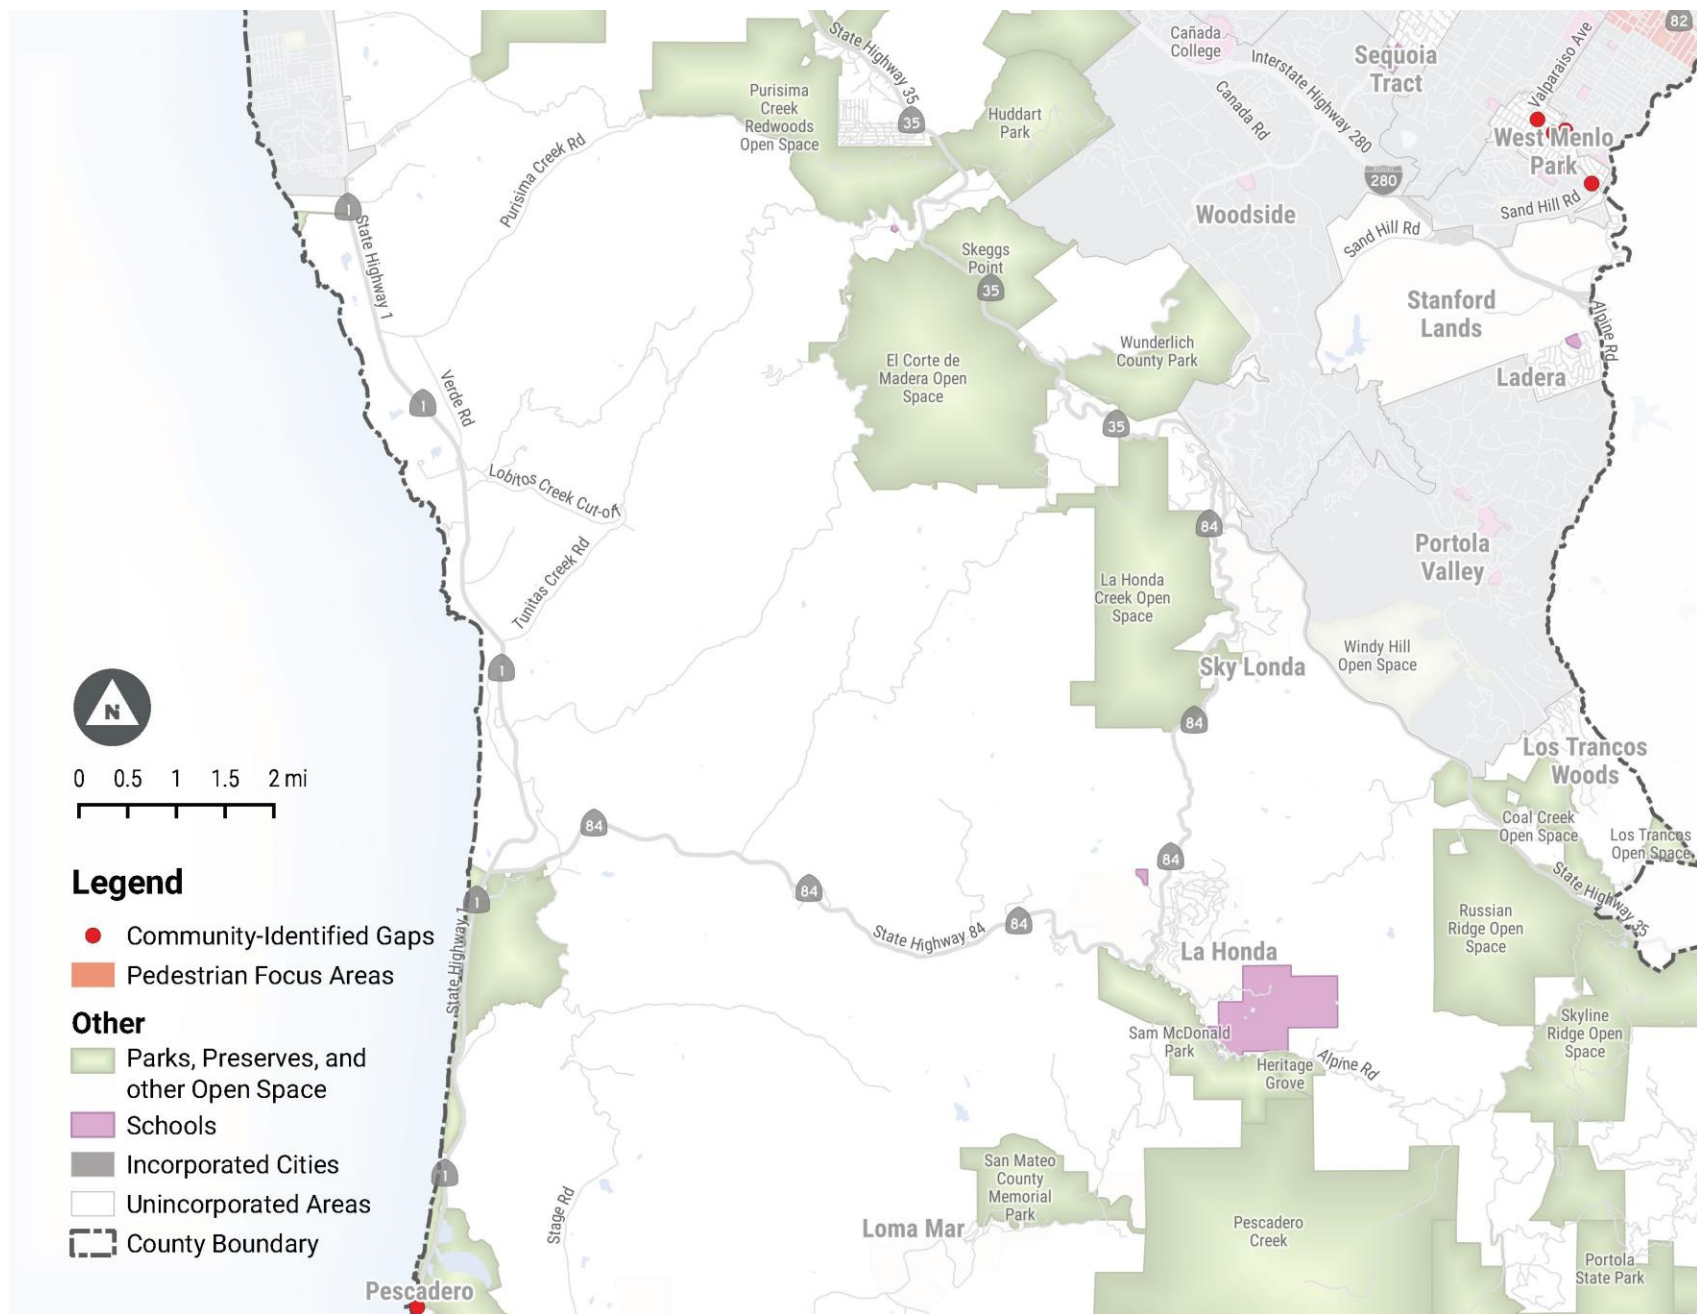 State Highway 35
35
Cañada
College
Interstate Highway 280
Canada Rd
Sequoia
Tract
Valparaiso Ave
82
Purisima
Creek
Redwoods
Open Space
Huddart
Park
West Menlo
Park
280
Sand Hill Rd
Purisima Creek Rd
1
State Highway 1
Woodside
Sand Hill Rd
Skeggs
Point
35
Stanford
Lands
Alpine Rd
Wunderlich
County Park
El Corte de
Madera Open
Space
Ladera
Verde Rd
1
35
Lobitos Creek Cut-off
84
Tunitas Creek Rd
Portola
Valley
La Honda
Creek Open
Space
Windy Hill
Open Space
Sky Londa
1
84
N
Los Trancos
Woods
0 0.5 1 1.5 2 mi
84
Coal Creek
Open Space
Los Trancos
Open Space
84
84
State Highway 35
1
State Highway 1
84
State Highway 84
Russian
Ridge Open
Space
La Honda
Legend
Community-Identified Gaps
Pedestrian Focus Areas
Other
Parks, Preserves, and
other Open Space
Schools
Incorporated Cities
Unincorporated Areas
County Boundary
Sam McDonald
Park
Heritage
Grove
Alpine Rd
Skyline
Ridge Open
Space
1
San Mateo
County
Memorial
Park
Stage Rd
Loma Mar
Pescadero
Creek
Portola
State Park
Pescadero